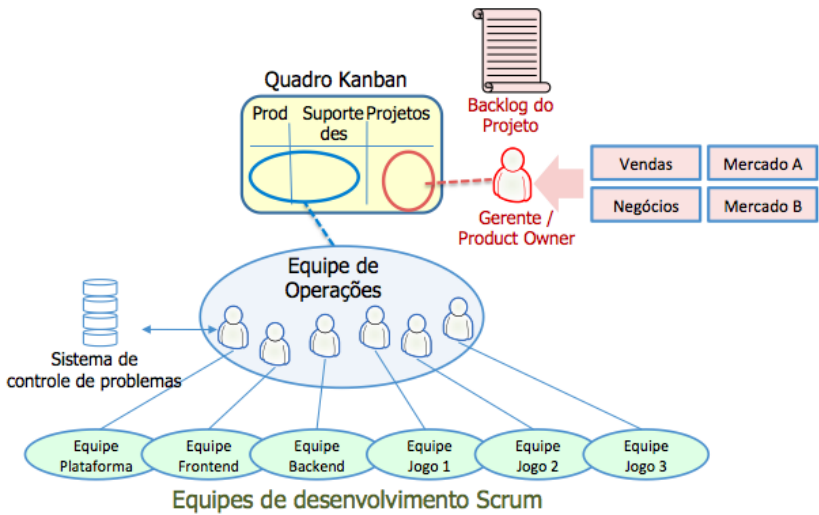 Quadro Kanban
Prod Suporte Projetos
des
Backlog do
Projeto
Vendas
Mercado A
Negócios
Mercado B
Gerente /
Product Owner
Equipe de
Operações
Sistema de
controle de problemas
Equipe
Plataforma
Equipe
Frontend
Equipe
Backend
Equipe
Jogo 1
Equipe
Jogo 2
Equipe
Jogo 3
Equipes de desenvolvimento Scrum